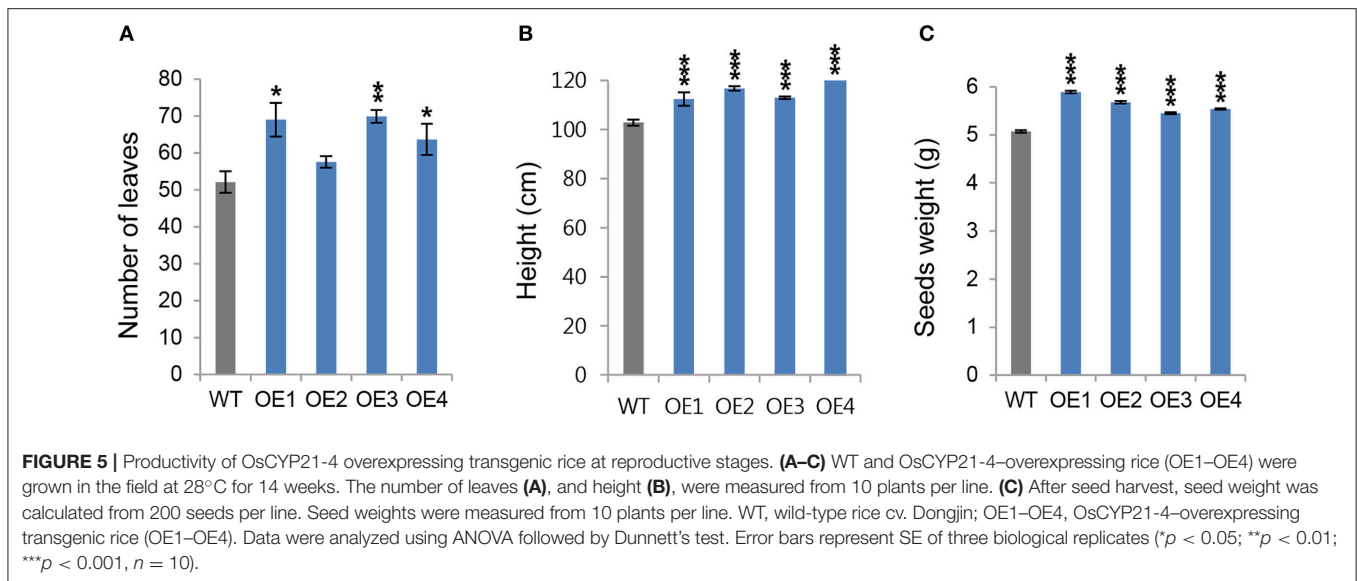 A
B
C
Number of leaves
80
70
60
50
40
30
20
10
0
*
**
*
WT OE1 OE2 OE3 OE4
Height (cm)
120
100
80
60
40
20
0
***
***
***
***
WT OE1 OE2 OE3 OE4
Seeds weight (g)
6
5
4
3
2
1
0
***
***
***
***
WT OE1 OE2 OE3 OE4
FIGURE 5 | Productivity of OsCYP21-4 overexpressing transgenic rice at reproductive stages. (A–C) WT and OsCYP21-4–overexpressing rice (OE1–OE4) were
grown in the field at 28°C for 14 weeks. The number of leaves (A), and height (B), were measured from 10 plants per line. (C) After seed harvest, seed weight was
calculated from 200 seeds per line. Seed weights were measured from 10 plants per line. WT, wild-type rice cv. Dongjin; OE1–OE4, OsCYP21-4–overexpressing
transgenic rice (OE1–OE4). Data were analyzed using ANOVA followed by Dunnett's test. Error bars represent SE of three biological replicates (*p < 0.05; **p < 0.01;
***p < 0.001, n = 10).